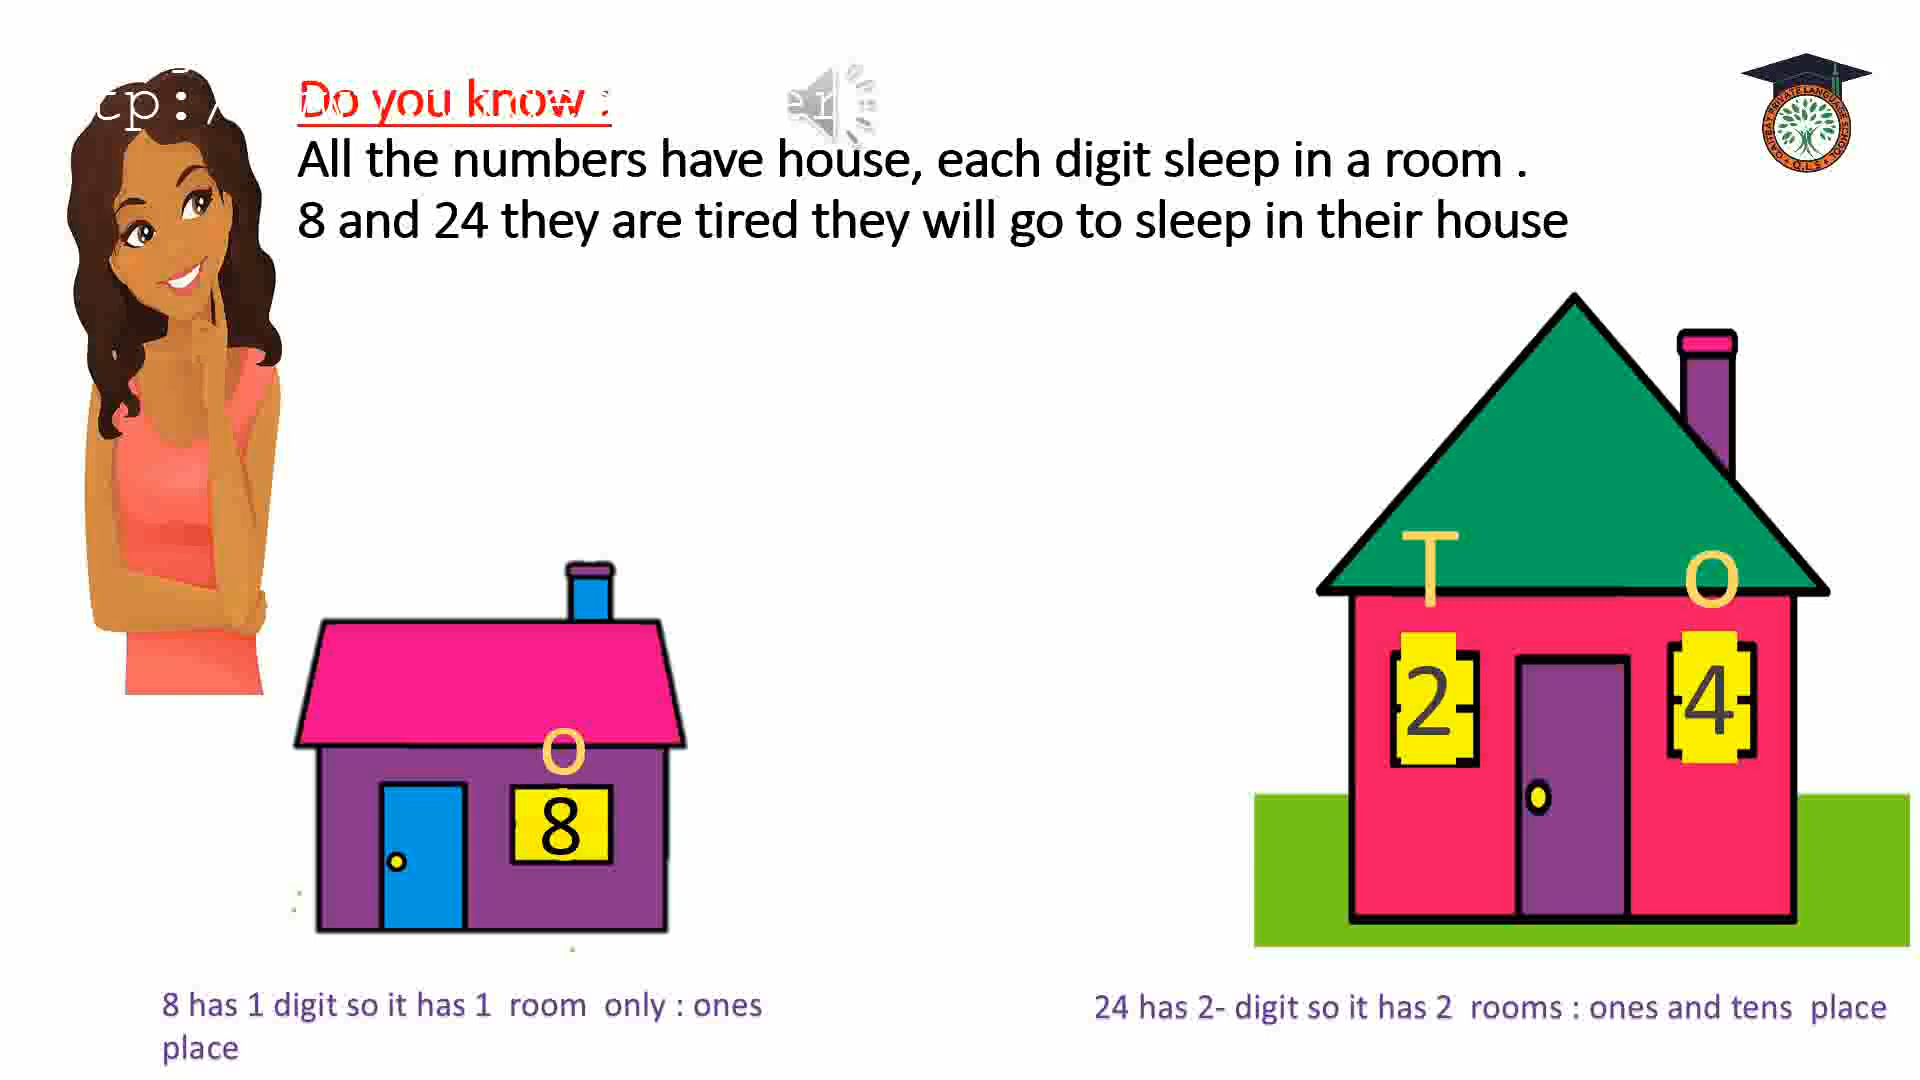 Do you know :
All the numbers have house, each digit sleep in a room .
8 and 24 they are tired they will go to sleep in their house
T
O
2
4
O
8
8 has 1 digit so it has 1 room only : ones
place
24 has 2- digit so it has 2 rooms : ones and tens place